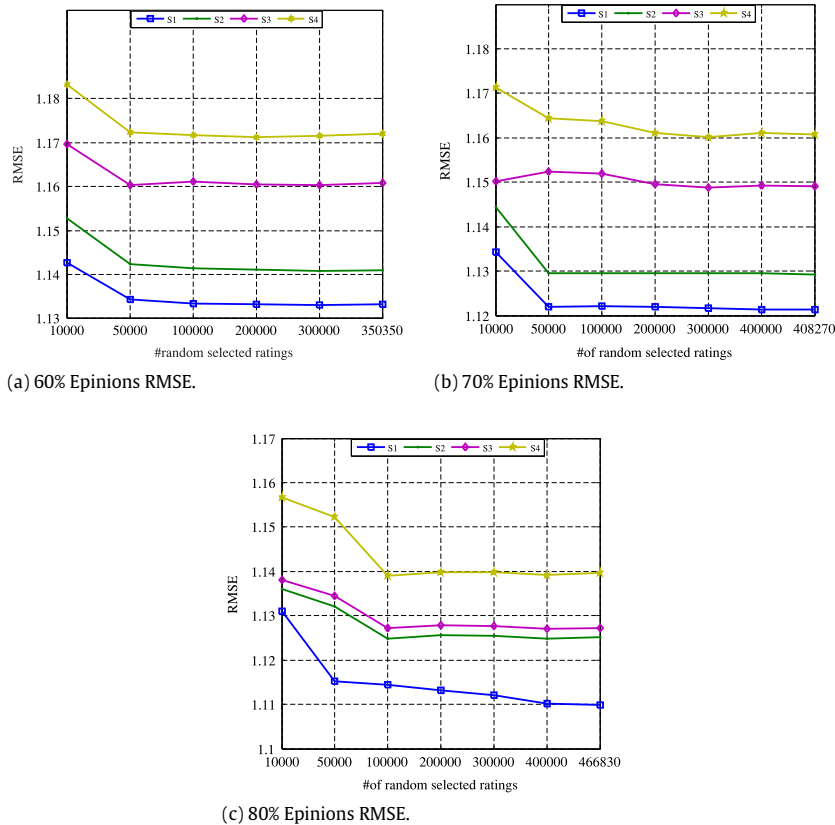 S1 S2 S3 S4
1.18
1.17
1.16
1.15
1.14
1.13
RMSE
10000 50000 100000 200000 300000 350350
#random selected ratings
(a) 60% Epinions RMSE.
1.19
S1 S2 S3 S4
1.18
1.17
1.16
1.15
1.14
1.13
1.12
RMSE
10000 50000 100000 200000 300000 400000 408270
#of random selected ratings
(b) 70% Epinions RMSE.
1.17
S1 S2 S3 S4
1.16
1.15
1.14
1.13
1.12
1.11
1.1
RMSE
10000 50000 100000 200000 300000 400000 466830
#of random selected ratings
(c) 80% Epinions RMSE.